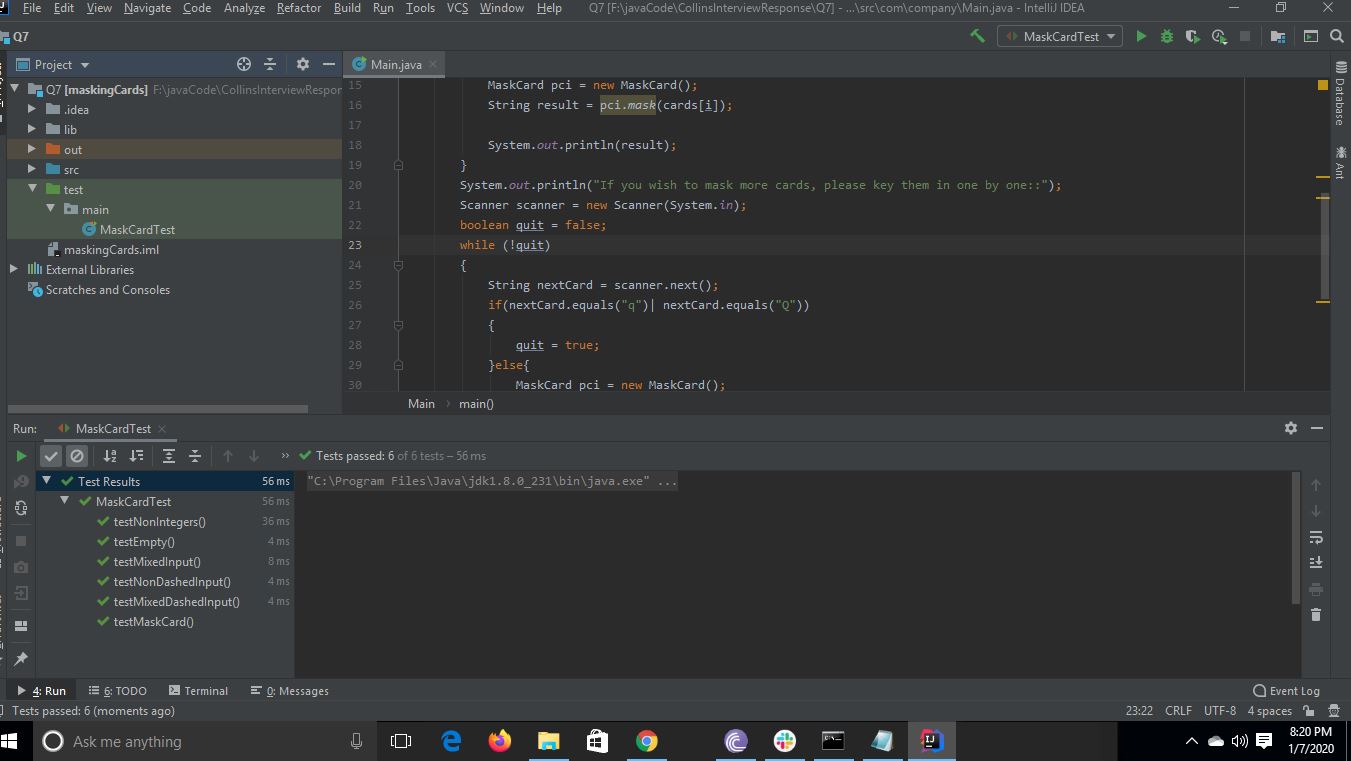 File Edit View Navigate Code Analyze Refactor Build Run Tools VCS Window Help Q7 [F:\javaCode\CollinsInterviewResponse\Q7] - ...\src\com\company\Main.java - IntelliJ IDEA
Q7
MaskCardTest
Project
Main.java
Q7 [maskingCards] F:\javaCode\CollinsInterviewRespor
.idea
lib
out
src
test
main
MaskCardTest
maskingCards.iml
External Libraries
Scratches and Consoles
15 MaskCard pci = new MaskCard();
16 String result = pci.mask(cards[i]);
17
18 System.out.println(result);
19 }
20 System.out.println("If you wish to mask more cards, please key them in one by one::");
21 Scanner scanner = new Scanner(System.in);
22 boolean quit = false;
23 while (!quit)
24 {
25 String nextCard = scanner.next();
26 if(nextCard.equals("q")| nextCard.equals("Q"))
27 {
28 quit = true;
29 }else{
30 MaskCard pci = new MaskCard();
Main › main()
Database
Ant
Run: MaskCardTest
» Tests passed: 6 of 6 tests – 56 ms
Test Results 56 ms
MaskCardTest 56 ms
testNonIntegers() 36 ms
testEmpty() 4 ms
testMixedInput() 8 ms
testNonDashedInput() 4 ms
testMixedDashedInput() 4 ms
testMaskCard()
"C:\Program Files\Java\jdk1.8.0_231\bin\java.exe" ...
4: Run 6: TODO Terminal 0: Messages Event Log
Tests passed: 6 (moments ago) 23:22 CRLF UTF-8 4 spaces
Ask me anything
8:20 PM
1/7/2020